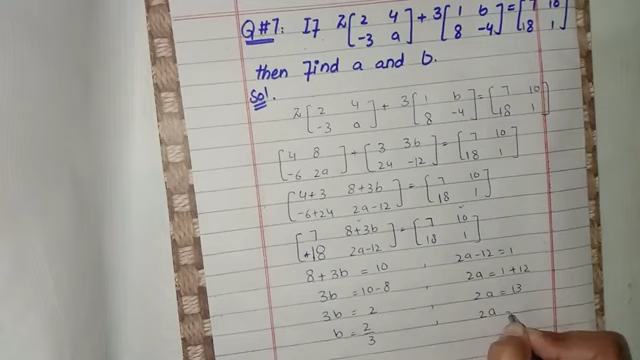 Q#7: If 2[2 4 -3 a] + 3[1 b 8 -4] = [7 10 18 1]
then Find a and b.
Sol.
2[2 4 -3 a] + 3[1 b 8 -4] = [7 10 18 1]
[4 8 -6 2a] + [3 3b 24 -12] = [7 10 18 1]
[4+3 8+3b -6+24 2a-12] = [7 10 18 1]
[7 8+3b +18 2a-12] = [7 10 18 1]
8+3b = 10 , 2a-12 = 1
3b = 10-8 , 2a = 1+12
3b = 2 2a = 13
b = 2/3 , 2a =